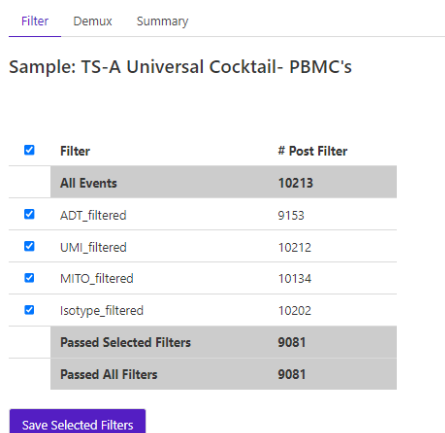 Filter Demux Summary
Sample: TS-A Universal Cocktail- PBMC's
Filter # Post Filter
All Events 10213
ADT_filtered 9153
UMI_filtered 10212
MITO_filtered 10134
Isotype_filtered 10202
Passed Selected Filters 9081
Passed All Filters 9081
Save Selected Filters